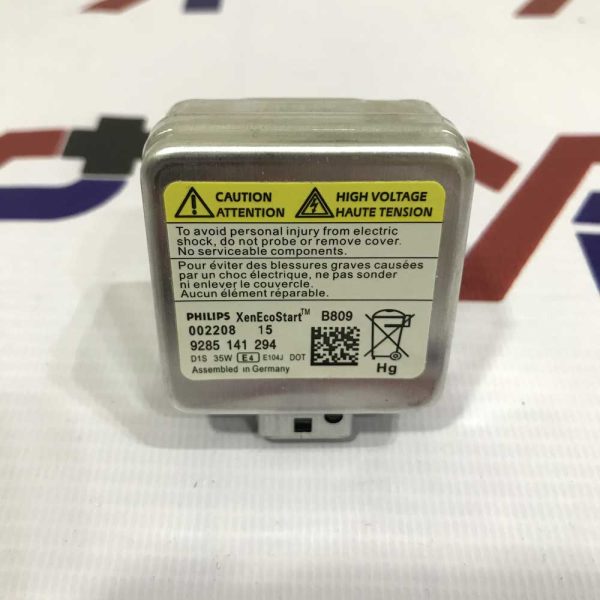 CAUTION
ATTENTION
HIGH VOLTAGE
HAUTE TENSION
To avoid personal injury from electric
shock, do not probe or remove cover.
No serviceable components.
Pour éviter des blessures graves causées
par un choc électrique, ne pas sonder
ni enlever le couvercle.
Aucun élément réparable.
PHILIPS XenEcoStart™ B809
002208 15
9285 141 294
D1S 35W E4 E104J DOT
Assembled in Germany
Hg